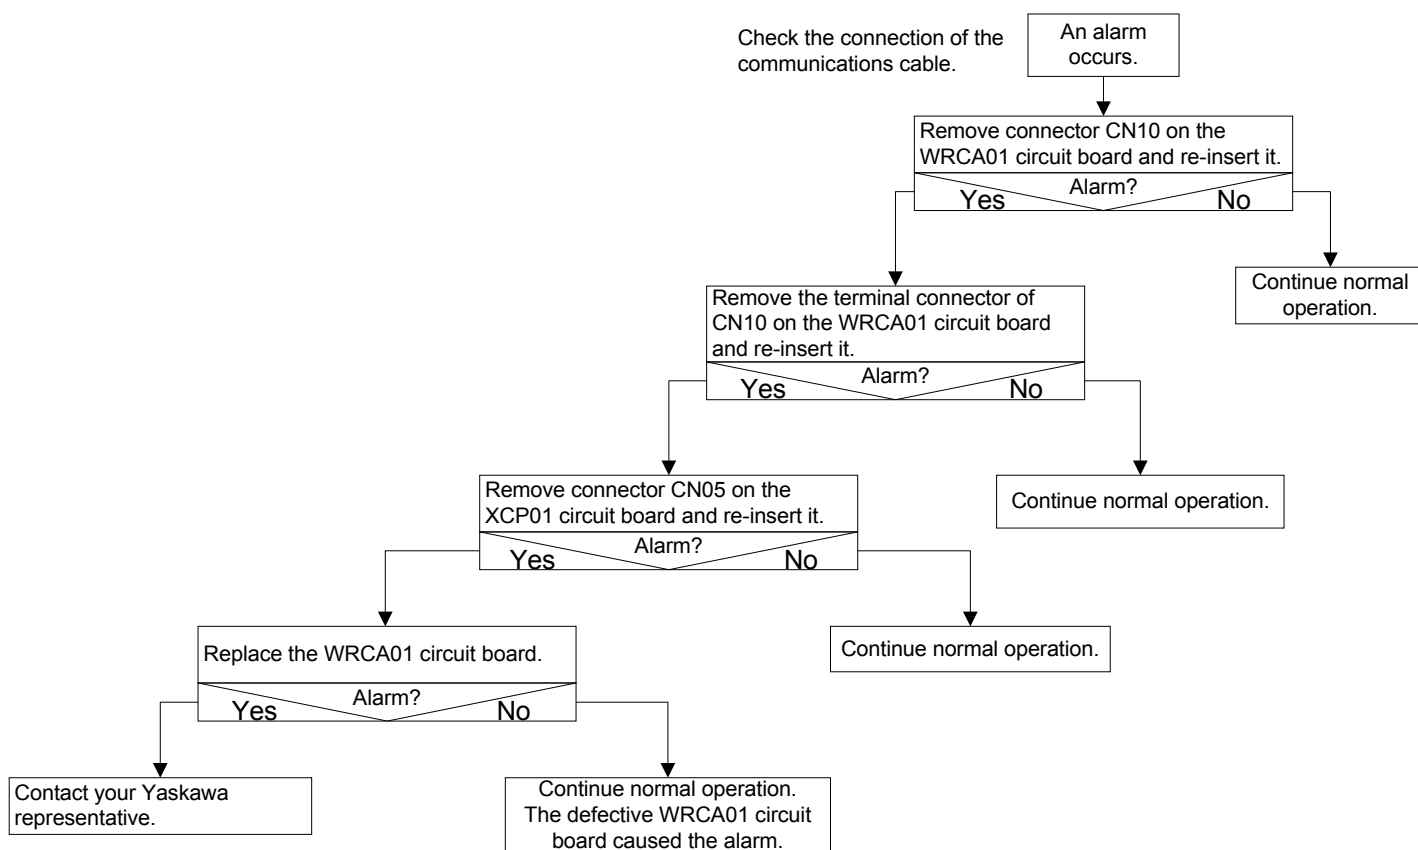 Check the connection of the
communications cable.
An alarm
occurs.
Remove connector CN10 on the
WRCA01 circuit board and re-insert it.
Alarm?
Yes
No
Continue normal
operation.
Remove the terminal connector of
CN10 on the WRCA01 circuit board
and re-insert it.
Alarm?
Yes
No
Continue normal operation.
Remove connector CN05 on the
XCP01 circuit board and re-insert it.
Alarm?
Yes
No
Continue normal operation.
Replace the WRCA01 circuit board.
Alarm?
Yes
No
Contact your Yaskawa
representative.
Continue normal operation.
The defective WRCA01 circuit
board caused the alarm.